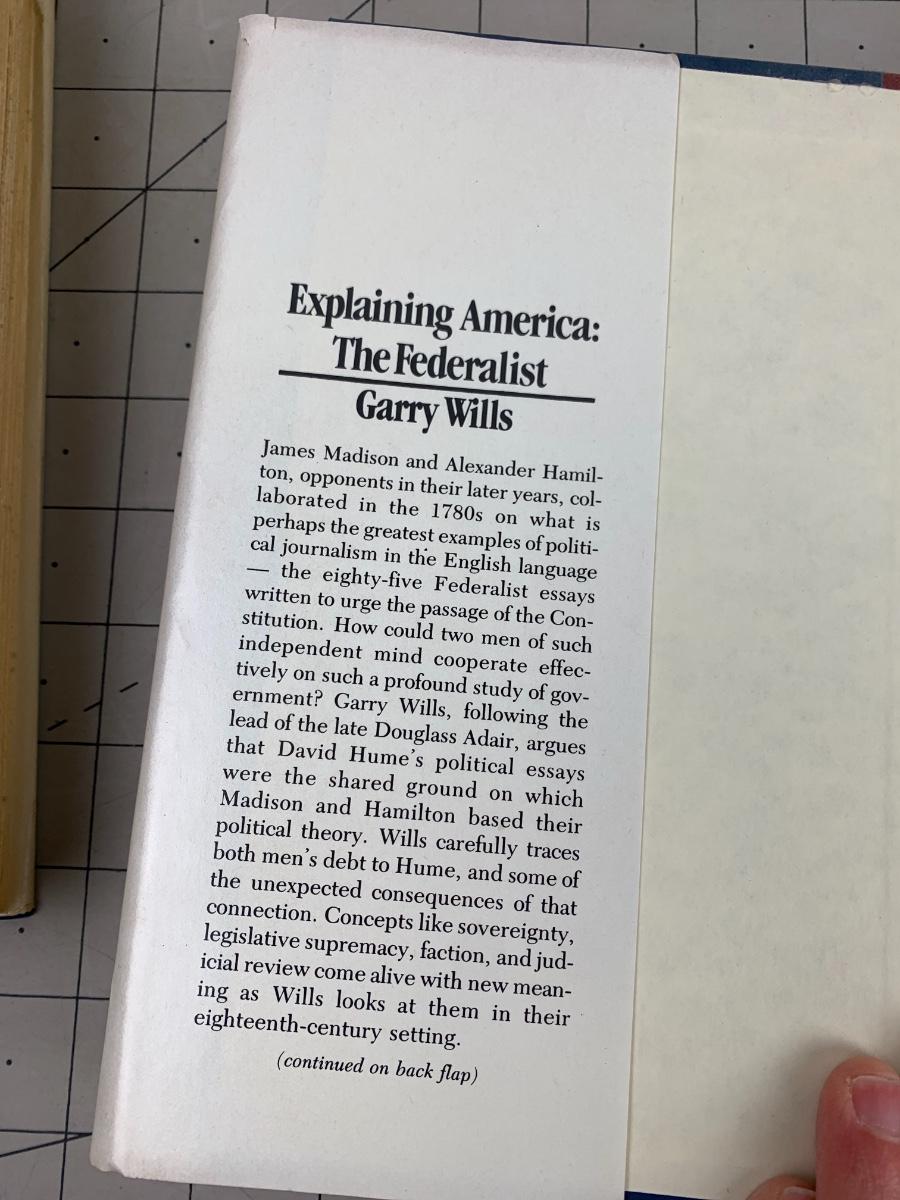 Explaining America:
The Federalist
Garry Wills
James Madison and Alexander Hamil-
ton, opponents in their later years, col-
laborated in the 1780s on what is
perhaps the greatest examples of politi-
cal journalism in the English language
— the eighty-five Federalist essays
written to urge the passage of the Con-
stitution. How could two men of such
independent mind cooperate effec-
tively on such a profound study of gov-
ernment? Garry Wills, following the
lead of the late Douglass Adair, argues
that David Hume's political essays
were the shared ground on which
Madison and Hamilton based their
political theory. Wills carefully traces
both men's debt to Hume, and some of
the unexpected consequences of that
connection. Concepts like sovereignty,
legislative supremacy, faction, and jud-
icial review come alive with new mean-
ing as Wills looks at them in their
eighteenth-century setting.
(continued on back flap)